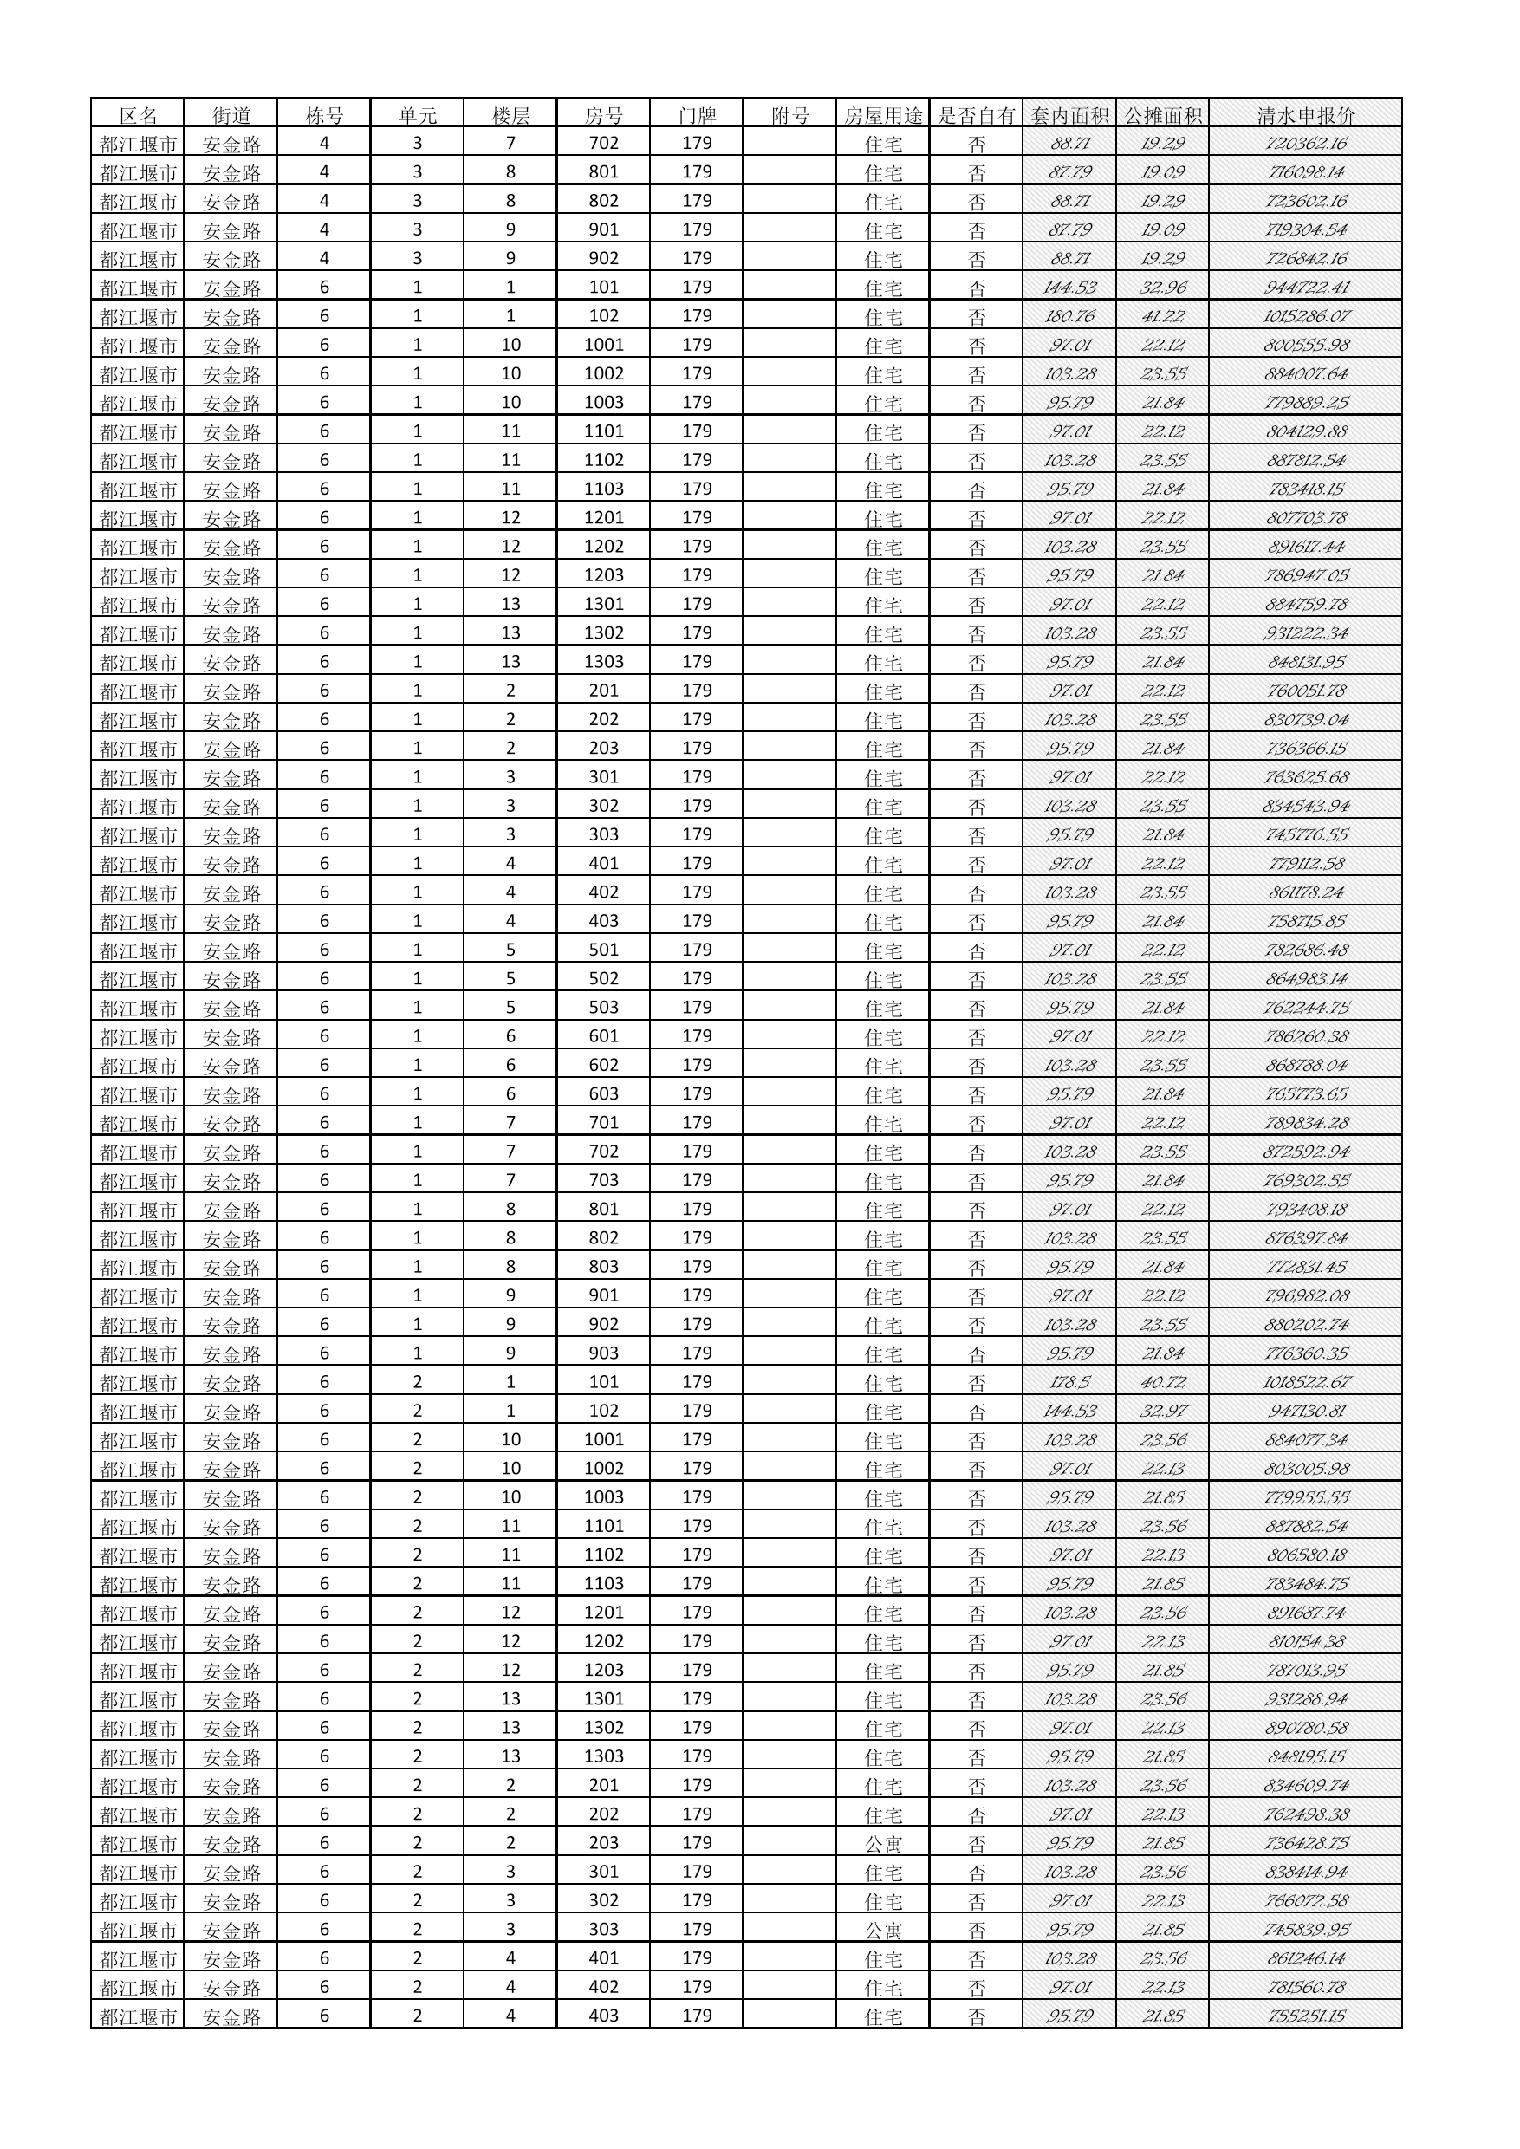 区名 街道 栋号 单元 楼层 房号 门牌 附号 房屋用途 是否自有 套内面积 公摊面积 清水申报价
都江堰市 安金路 4 3 7 702 179 住宅 否 88.71 19.29 720362.16
都江堰市 安金路 4 3 8 801 179 住宅 否 87.79 19.09 716098.14
都江堰市 安金路 4 3 8 802 179 住宅 否 88.71 19.29 723602.16
都江堰市 安金路 4 3 9 901 179 住宅 否 87.79 19.09 719304.54
都江堰市 安金路 4 3 9 902 179 住宅 否 88.71 19.29 726842.16
都江堰市 安金路 6 1 1 101 179 住宅 否 144.53 32.96 944722.41
都江堰市 安金路 6 1 1 102 179 住宅 否 180.76 41.22 1015286.07
都江堰市 安金路 6 1 10 1001 179 住宅 否 97.01 22.12 800555.98
都江堰市 安金路 6 1 10 1002 179 住宅 否 103.28 23.55 884007.64
都江堰市 安金路 6 1 10 1003 179 住宅 否 95.79 21.84 779889.25
都江堰市 安金路 6 1 11 1101 179 住宅 否 97.01 22.12 804129.88
都江堰市 安金路 6 1 11 1102 179 住宅 否 103.28 23.55 887812.54
都江堰市 安金路 6 1 11 1103 179 住宅 否 95.79 21.84 783418.15
都江堰市 安金路 6 1 12 1201 179 住宅 否 97.01 22.12 807703.78
都江堰市 安金路 6 1 12 1202 179 住宅 否 103.28 23.55 891617.44
都江堰市 安金路 6 1 12 1203 179 住宅 否 95.79 21.84 786947.05
都江堰市 安金路 6 1 13 1301 179 住宅 否 97.01 22.12 884759.78
都江堰市 安金路 6 1 13 1302 179 住宅 否 103.28 23.55 931222.34
都江堰市 安金路 6 1 13 1303 179 住宅 否 95.79 21.84 848131.95
都江堰市 安金路 6 1 2 201 179 住宅 否 97.01 22.12 760051.78
都江堰市 安金路 6 1 2 202 179 住宅 否 103.28 23.55 830739.04
都江堰市 安金路 6 1 2 203 179 住宅 否 95.79 21.84 736366.15
都江堰市 安金路 6 1 3 301 179 住宅 否 97.01 22.12 763625.68
都江堰市 安金路 6 1 3 302 179 住宅 否 103.28 23.55 834543.94
都江堰市 安金路 6 1 3 303 179 住宅 否 95.79 21.84 745776.55
都江堰市 安金路 6 1 4 401 179 住宅 否 97.01 22.12 779112.58
都江堰市 安金路 6 1 4 402 179 住宅 否 103.28 23.55 861178.24
都江堰市 安金路 6 1 4 403 179 住宅 否 95.79 21.84 758715.85
都江堰市 安金路 6 1 5 501 179 住宅 否 97.01 22.12 782686.48
都江堰市 安金路 6 1 5 502 179 住宅 否 103.28 23.55 864983.14
都江堰市 安金路 6 1 5 503 179 住宅 否 95.79 21.84 762244.75
都江堰市 安金路 6 1 6 601 179 住宅 否 97.01 22.12 786260.38
都江堰市 安金路 6 1 6 602 179 住宅 否 103.28 23.55 868788.04
都江堰市 安金路 6 1 6 603 179 住宅 否 95.79 21.84 765773.65
都江堰市 安金路 6 1 7 701 179 住宅 否 97.01 22.12 789834.28
都江堰市 安金路 6 1 7 702 179 住宅 否 103.28 23.55 872592.94
都江堰市 安金路 6 1 7 703 179 住宅 否 95.79 21.84 769302.55
都江堰市 安金路 6 1 8 801 179 住宅 否 97.01 22.12 793408.18
都江堰市 安金路 6 1 8 802 179 住宅 否 103.28 23.55 876397.84
都江堰市 安金路 6 1 8 803 179 住宅 否 95.79 21.84 772831.45
都江堰市 安金路 6 1 9 901 179 住宅 否 97.01 22.12 796982.08
都江堰市 安金路 6 1 9 902 179 住宅 否 103.28 23.55 880202.74
都江堰市 安金路 6 1 9 903 179 住宅 否 95.79 21.84 776360.35
都江堰市 安金路 6 2 1 101 179 住宅 否 178.5 40.72 1018522.67
都江堰市 安金路 6 2 1 102 179 住宅 否 144.53 32.97 947130.81
都江堰市 安金路 6 2 10 1001 179 住宅 否 103.28 23.56 884077.34
都江堰市 安金路 6 2 10 1002 179 住宅 否 97.01 22.13 803005.98
都江堰市 安金路 6 2 10 1003 179 住宅 否 95.79 21.85 779955.55
都江堰市 安金路 6 2 11 1101 179 住宅 否 103.28 23.56 887882.54
都江堰市 安金路 6 2 11 1102 179 住宅 否 97.01 22.13 806580.18
都江堰市 安金路 6 2 11 1103 179 住宅 否 95.79 21.85 783484.75
都江堰市 安金路 6 2 12 1201 179 住宅 否 103.28 23.56 891687.74
都江堰市 安金路 6 2 12 1202 179 住宅 否 97.01 22.13 810154.38
都江堰市 安金路 6 2 12 1203 179 住宅 否 95.79 21.85 787013.95
都江堰市 安金路 6 2 13 1301 179 住宅 否 103.28 23.56 931288.94
都江堰市 安金路 6 2 13 1302 179 住宅 否 97.01 22.13 890780.58
都江堰市 安金路 6 2 13 1303 179 住宅 否 95.79 21.85 848195.15
都江堰市 安金路 6 2 2 201 179 住宅 否 103.28 23.56 834609.74
都江堰市 安金路 6 2 2 202 179 住宅 否 97.01 22.13 762498.38
都江堰市 安金路 6 2 2 203 179 公寓 否 95.79 21.85 736428.75
都江堰市 安金路 6 2 3 301 179 住宅 否 103.28 23.56 838414.94
都江堰市 安金路 6 2 3 302 179 住宅 否 97.01 22.13 766072.58
都江堰市 安金路 6 2 3 303 179 公寓 否 95.79 21.85 745839.95
都江堰市 安金路 6 2 4 401 179 住宅 否 103.28 23.56 861246.14
都江堰市 安金路 6 2 4 402 179 住宅 否 97.01 22.13 781560.78
都江堰市 安金路 6 2 4 403 179 住宅 否 95.79 21.85 755251.15